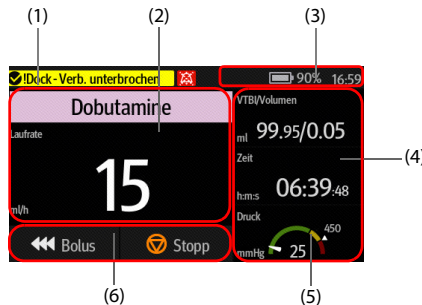 (1)
(2)
(3)
!Dock - Verb. unterbrochen
90% 16:59
Dobutamine
Laufrate
15
ml/h
VTBI/Volumen
ml 99.95/0.05
Zeit
h:m:s 06:39:48
Druck
450
mmHg 25
(4)
Bolus
Stopp
(6)
(5)